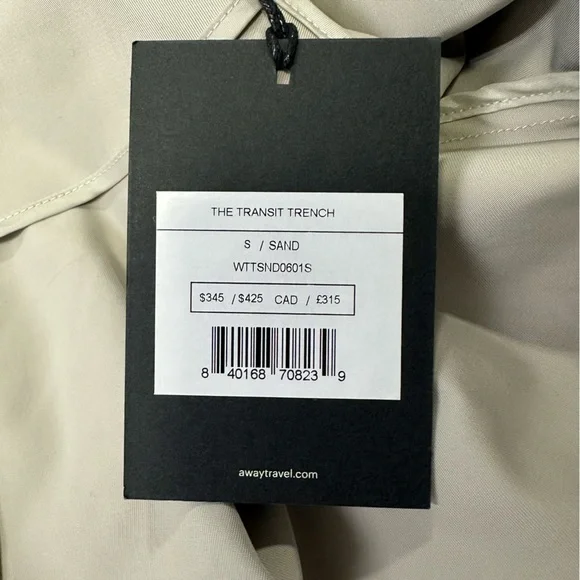 THE TRANSIT TRENCH
S / SAND
WTTSND0601S
$345 / $425 CAD / £315
8 40168 70823 9
awaytravel.com